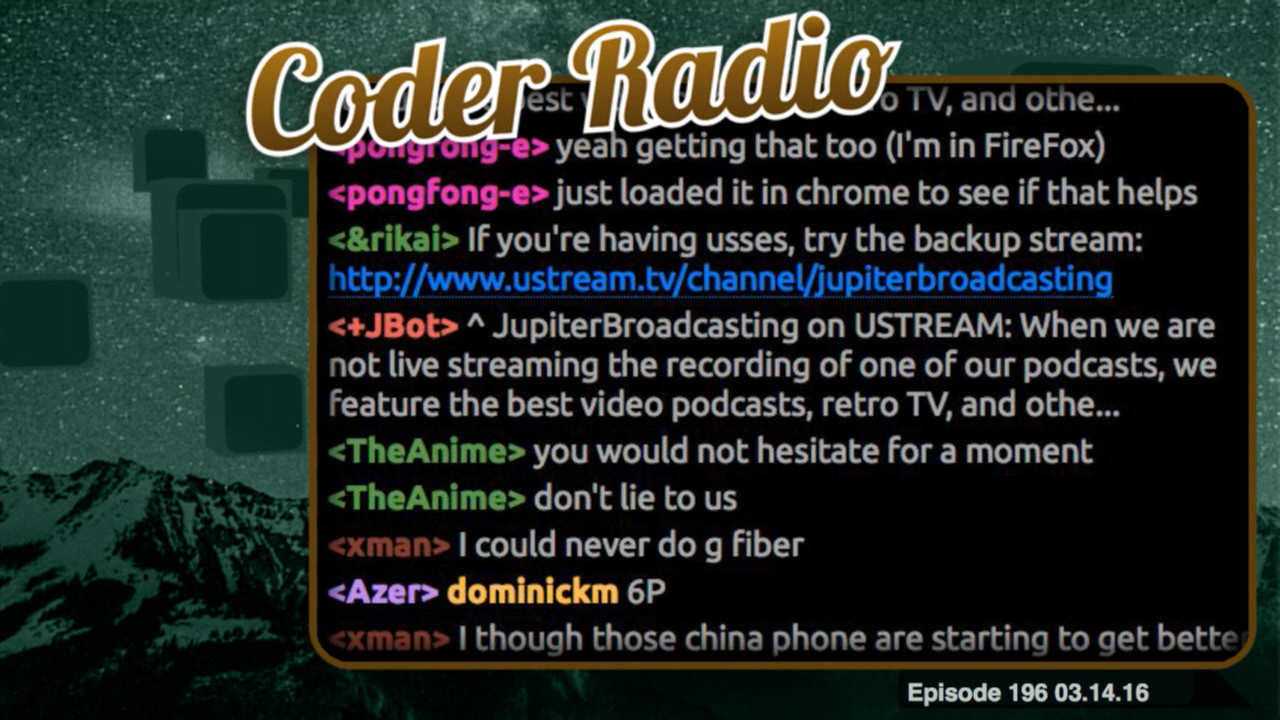 Coder Radio
est
o TV, and othe...
<pongfong-e> yeah getting that too (I'm in FireFox)
<pongfong-e> just loaded it in chrome to see if that helps
<&rikai> If you're having usses, try the backup stream:
http://www.ustream.tv/channel/jupiterbroadcasting
<+JBot> ^ JupiterBroadcasting on USTREAM: When we are
not live streaming the recording of one of our podcasts, we
feature the best video podcasts, retro TV, and othe...
<TheAnime> you would not hesitate for a moment
<TheAnime> don't lie to us
<xman> I could never do g fiber
<Azer> dominickm 6P
<xman> I though those china phone are starting to get better
Episode 196 03.14.16